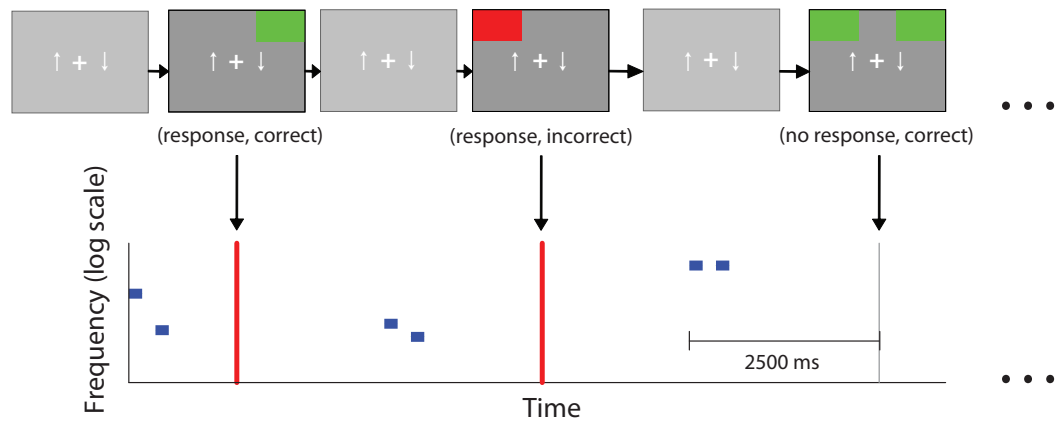 ↑ + ↓
↑ + ↓
↑ + ↓
↑ + ↓
↑ + ↓
↑ + ↓
• • •
(response, correct)
(response, incorrect)
(no response, correct)
Frequency (log scale)
2500 ms
• • •
Time